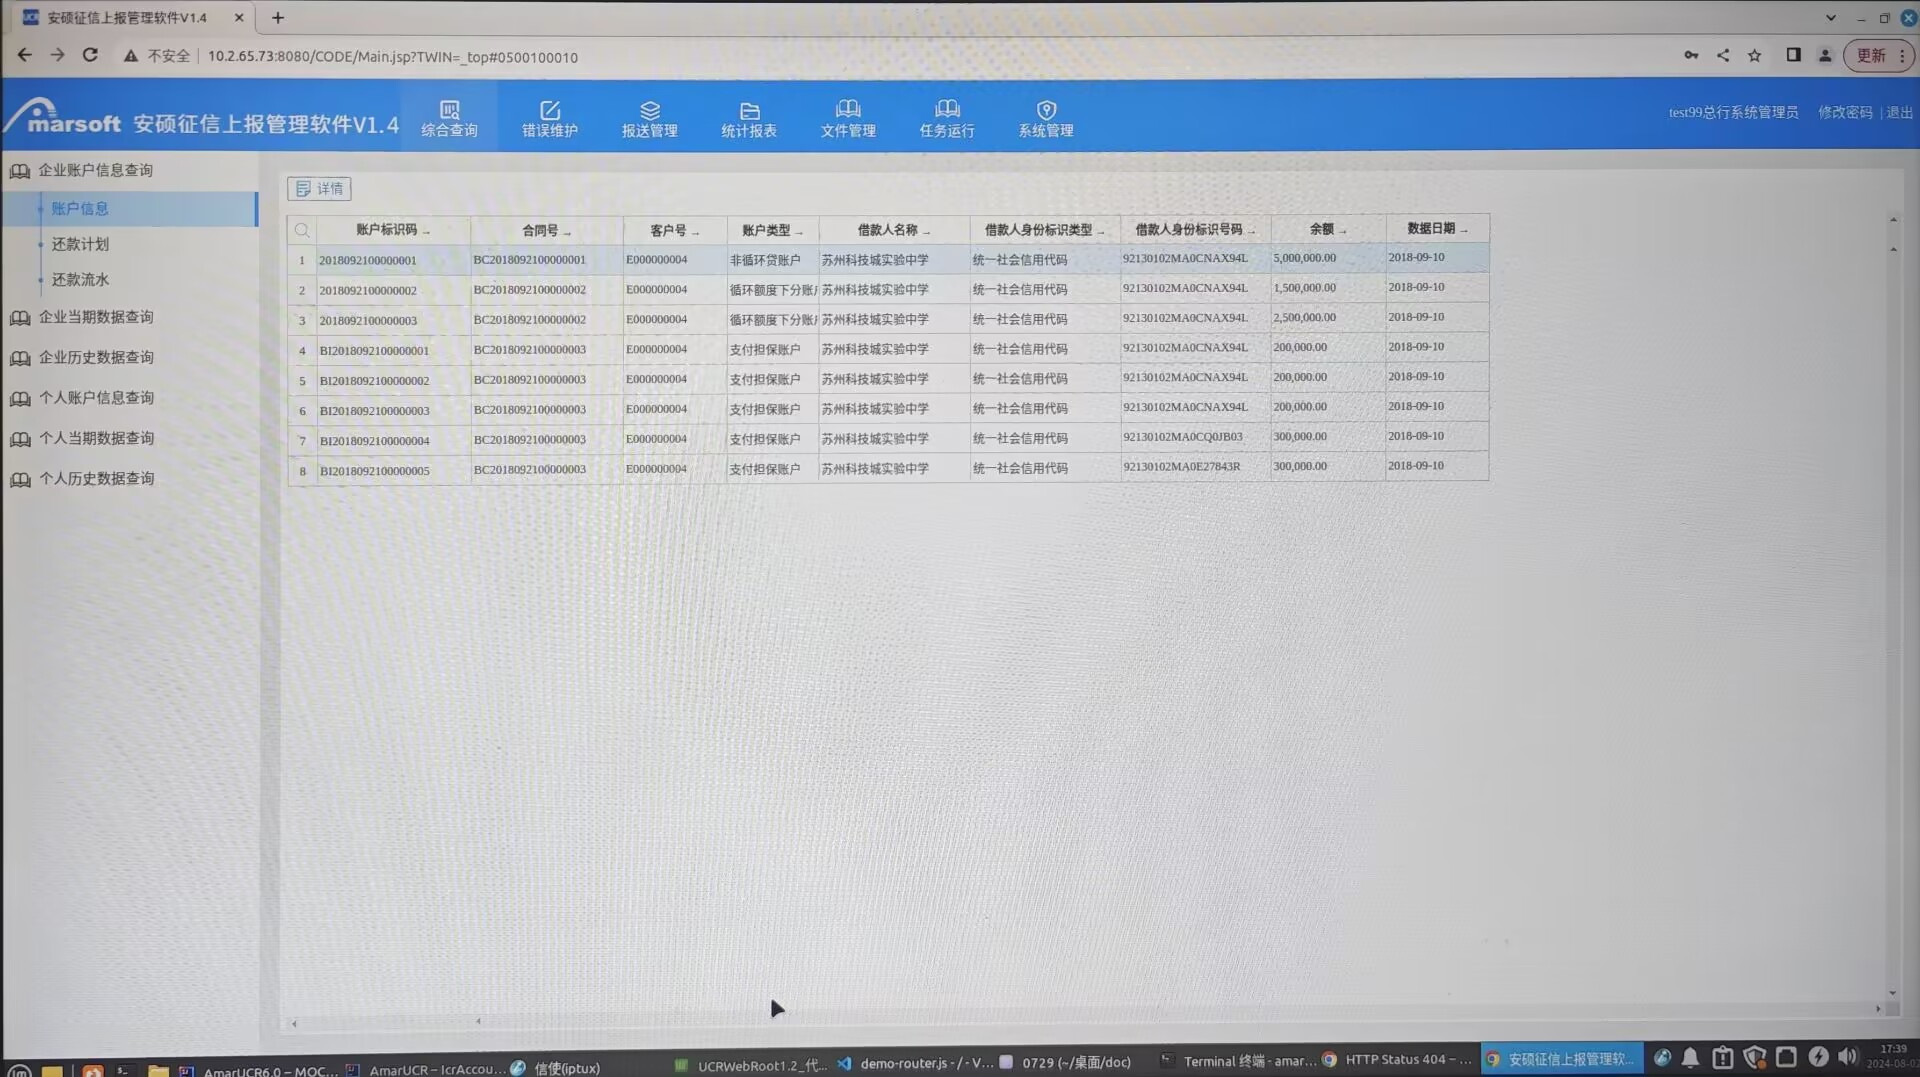 安硕征信上报管理软件V1.4
不安全 10.2.65.73:8080/CODE/Main.jsp?TWIN=_top#0500100010 更新
marsoft 安硕征信上报管理软件V1.4 综合查询 错误维护 报送管理 统计报表 文件管理 任务运行 系统管理 test99总行系统管理员 修改密码 | 退出
企业账户信息查询
账户信息
还款计划
还款流水
企业当期数据查询
企业历史数据查询
个人账户信息查询
个人当期数据查询
个人历史数据查询
详情
账户标识码 合同号 客户号 账户类型 借款人名称 借款人身份标识类型 借款人身份标识号码 余额 数据日期
1 2018092100000001 BC2018092100000001 E000000004 非循环贷账户 苏州科技城实验中学 统一社会信用代码 92130102MA0CNAX94L 5,000,000.00 2018-09-10
2 2018092100000002 BC2018092100000002 E000000004 循环额度下分账 苏州科技城实验中学 统一社会信用代码 92130102MA0CNAX94L 1,500,000.00 2018-09-10
3 2018092100000003 BC2018092100000002 E000000004 循环额度下分账 苏州科技城实验中学 统一社会信用代码 92130102MA0CNAX94L 2,500,000.00 2018-09-10
4 BI2018092100000001 BC2018092100000003 E000000004 支付担保账户 苏州科技城实验中学 统一社会信用代码 92130102MA0CNAX94L 200,000.00 2018-09-10
5 BI2018092100000002 BC2018092100000003 E000000004 支付担保账户 苏州科技城实验中学 统一社会信用代码 92130102MA0CNAX94L 200,000.00 2018-09-10
6 BI2018092100000003 BC2018092100000003 E000000004 支付担保账户 苏州科技城实验中学 统一社会信用代码 92130102MA0CNAX94L 200,000.00 2018-09-10
7 BI2018092100000004 BC2018092100000003 E000000004 支付担保账户 苏州科技城实验中学 统一社会信用代码 92130102MA0CQ0JB03 300,000.00 2018-09-10
8 BI2018092100000005 BC2018092100000003 E000000004 支付担保账户 苏州科技城实验中学 统一社会信用代码 92130102MA0E27843R 300,000.00 2018-09-10
AmarUCR6.0 – MOC... AmarUCR – IcrAccou... 信使(iptux) UCRWebRoot1.2_代... demo-router.js - / - V... 0729 (~/桌面/doc) Terminal 终端 - amar... HTTP Status 404 – ... 安硕征信上报管理软... 17:39